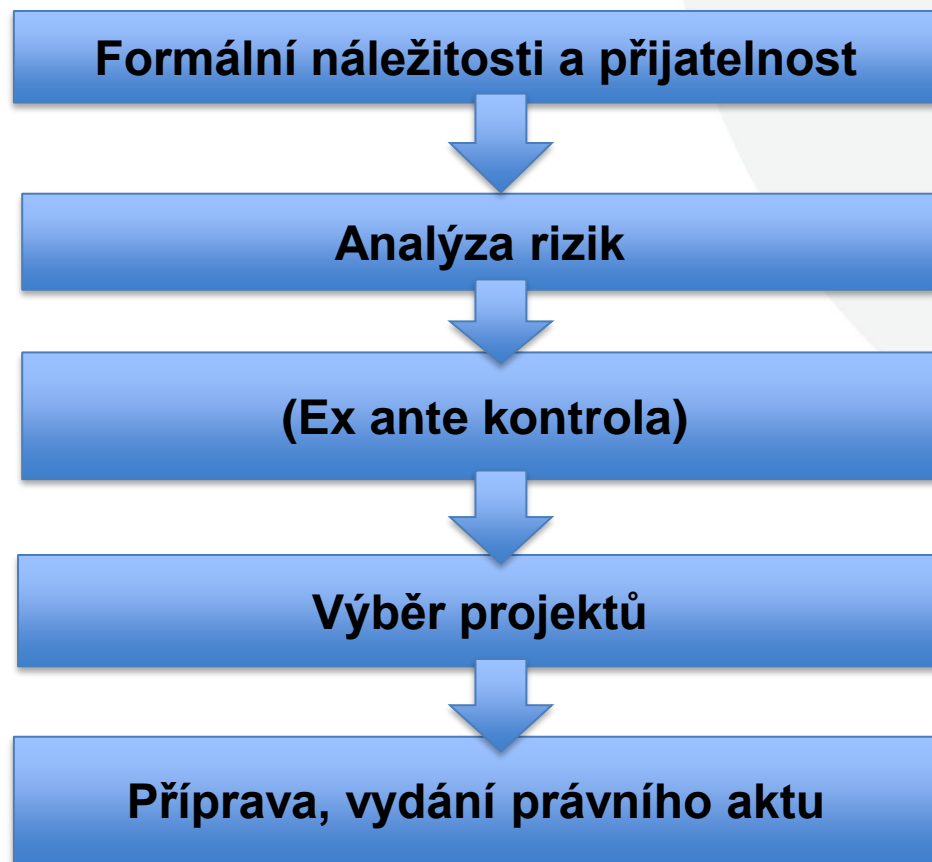 Formální náležitosti a přijatelnost
Analýza rizik
(Ex ante kontrola)
Výběr projektů
Příprava, vydání právního aktu